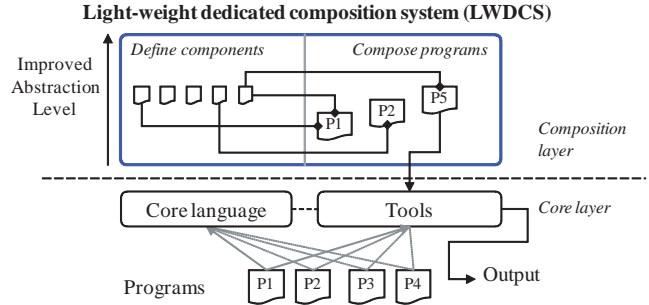 Light-weight dedicated composition system (LWDCS)
Define components
Compose programs
Improved
Abstraction
Level
P1
P2
P5
Composition
layer
Core language
Tools
Core layer
P1
P2
P3
P4
Programs
Output